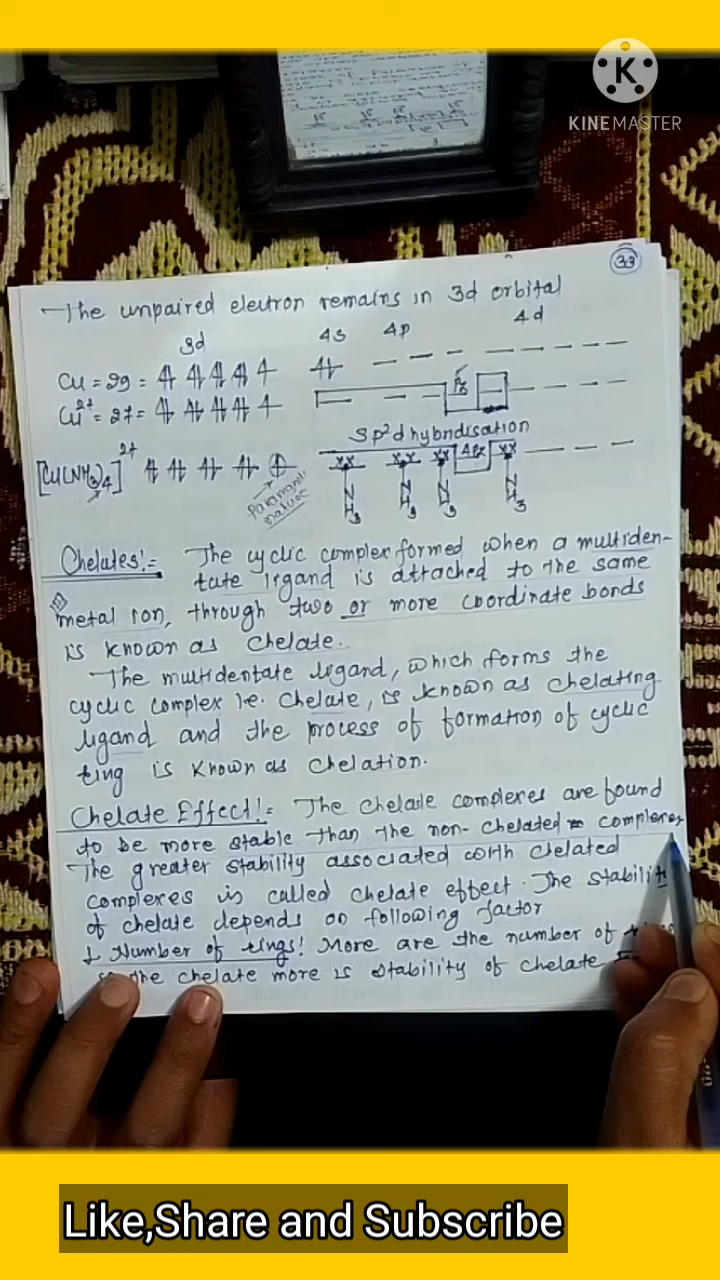 KINEMASTER
33
The unpaired electron remains in 3d orbital
3d 4s 4p 4d
Cu = 29 =
Cu2+ = 27 =
Sp2d hybridisation
[Cu(NH3)4]2+
4Px
Paramagnetic nature
NH3 NH3 NH3 NH3
Chelates:= The cyclic complex formed when a multiden-
tate ligand is attached to the same
metal ion, through two or more coordinate bonds
is known as chelate.
The multidentate ligand, which forms the
cyclic complex i.e. chelate, is known as chelating
ligand and the process of formation of cyclic
ring is known as chelation.
Chelate Effect:= The chelate complexes are found
to be more stable than the non-chelated complexes
The greater stability associated with chelated
complexes is called chelate effect. The stability
of chelate depends on following factor
1 Number of rings: More are the number of
the chelate more is stability of chelate
Like,Share and Subscribe